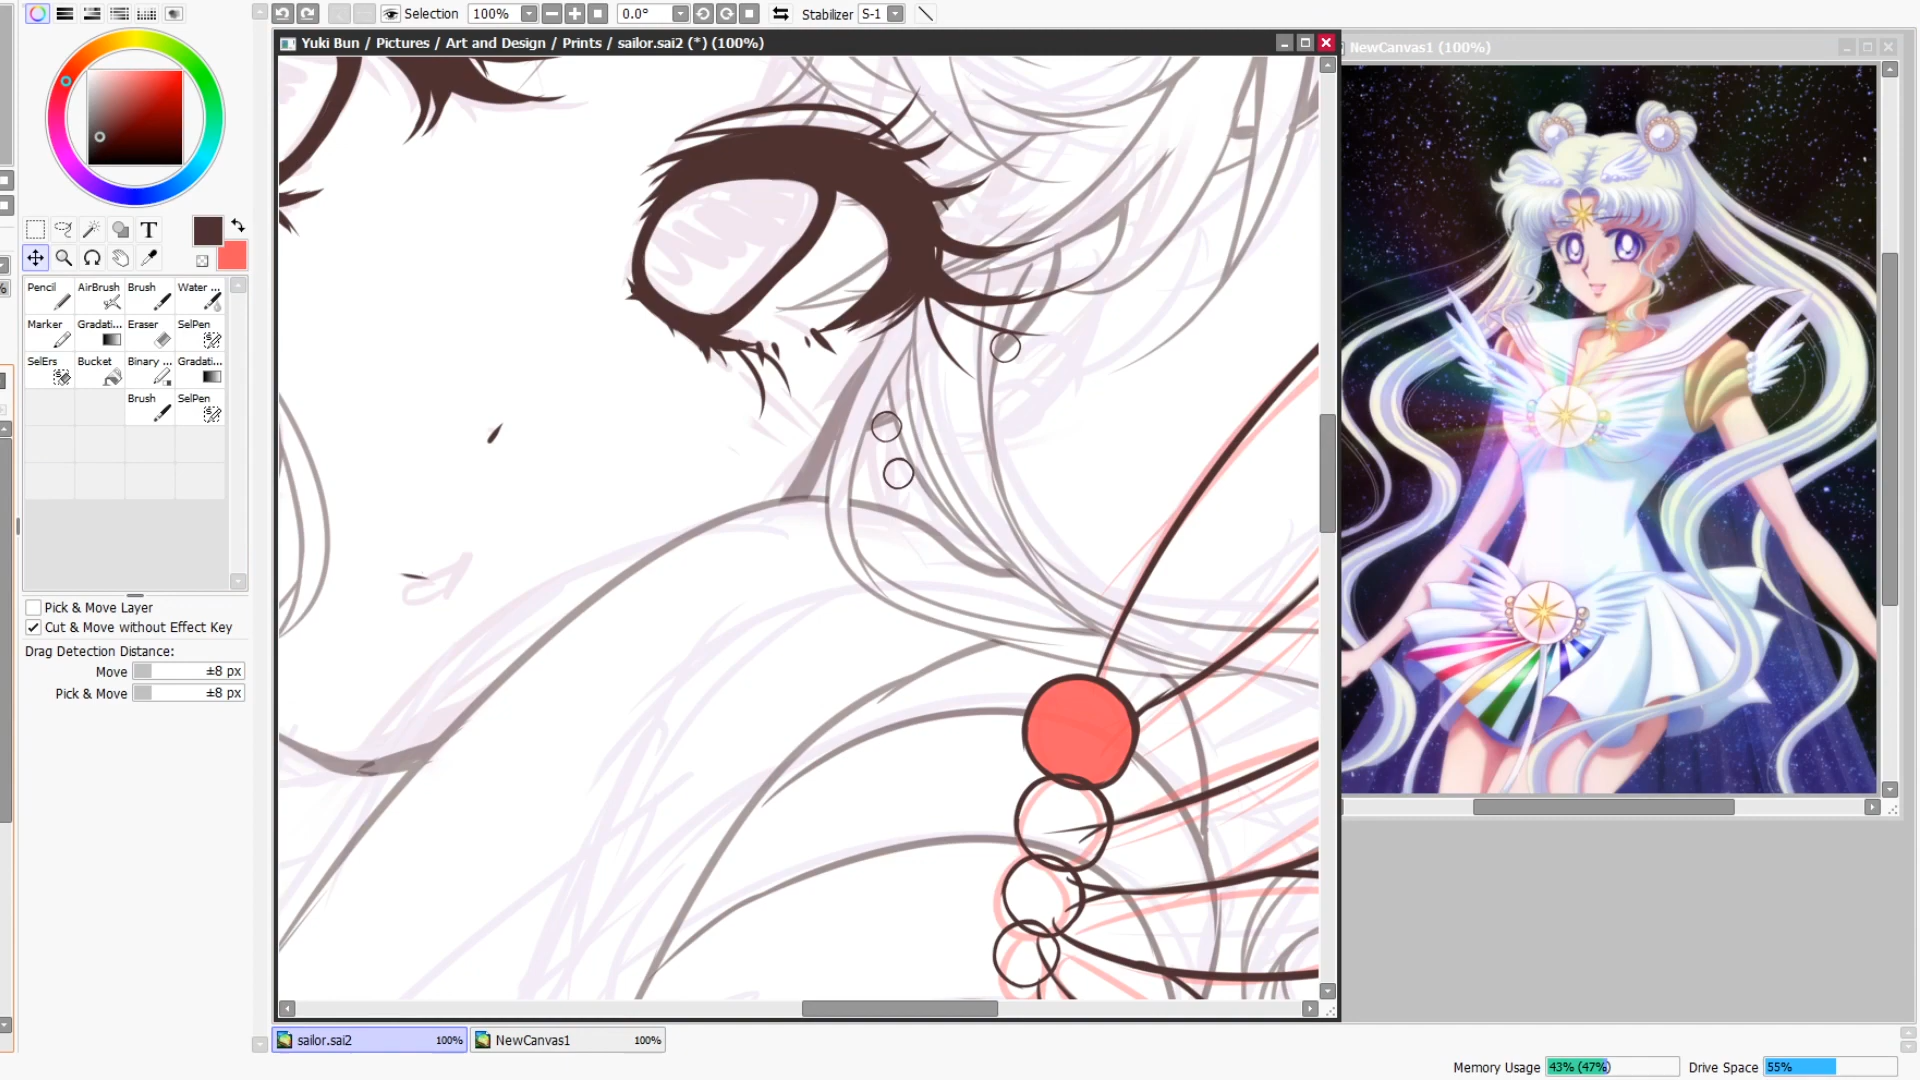 Selection 100% 0.0° Stabilizer S-1
Yuki Bun / Pictures / Art and Design / Prints / sailor.sai2 (*) (100%)
NewCanvas1 (100%)
T
Pencil AirBrush Brush Water ...
Marker Gradati... Eraser SelPen
SelErs Bucket Binary ... Gradati...
Brush SelPen
%
Pick & Move Layer
Cut & Move without Effect Key
Drag Detection Distance:
Move ±8 px
Pick & Move ±8 px
sailor.sai2 100% NewCanvas1 100%
Memory Usage 43% (47%) Drive Space 55%